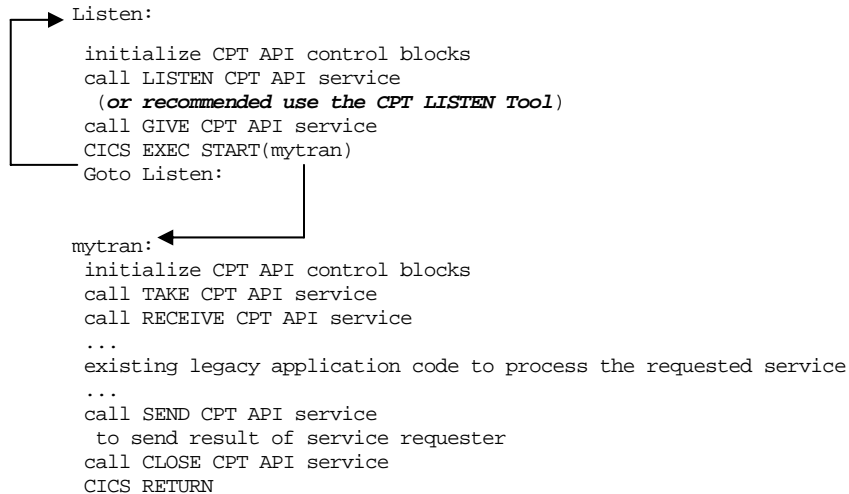 Listen:
initialize CPT API control blocks
call LISTEN CPT API service
(or recommended use the CPT LISTEN Tool)
call GIVE CPT API service
CICS EXEC START(mytran)
Goto Listen:
mytran:
initialize CPT API control blocks
call TAKE CPT API service
call RECEIVE CPT API service
...
existing legacy application code to process the requested service
...
call SEND CPT API service
to send result of service requester
call CLOSE CPT API service
CICS RETURN